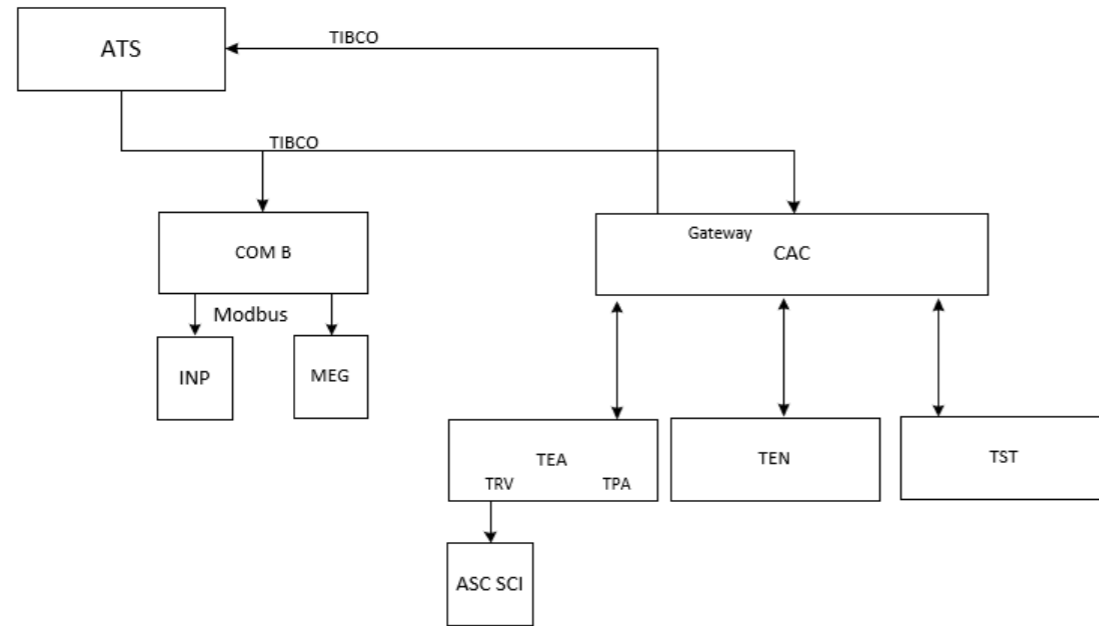 ATS
TIBCO
TIBCO
COM B
Gateway
CAC
Modbus
INP
MEG
TEA
TRV TPA
TEN
TST
ASC SCI